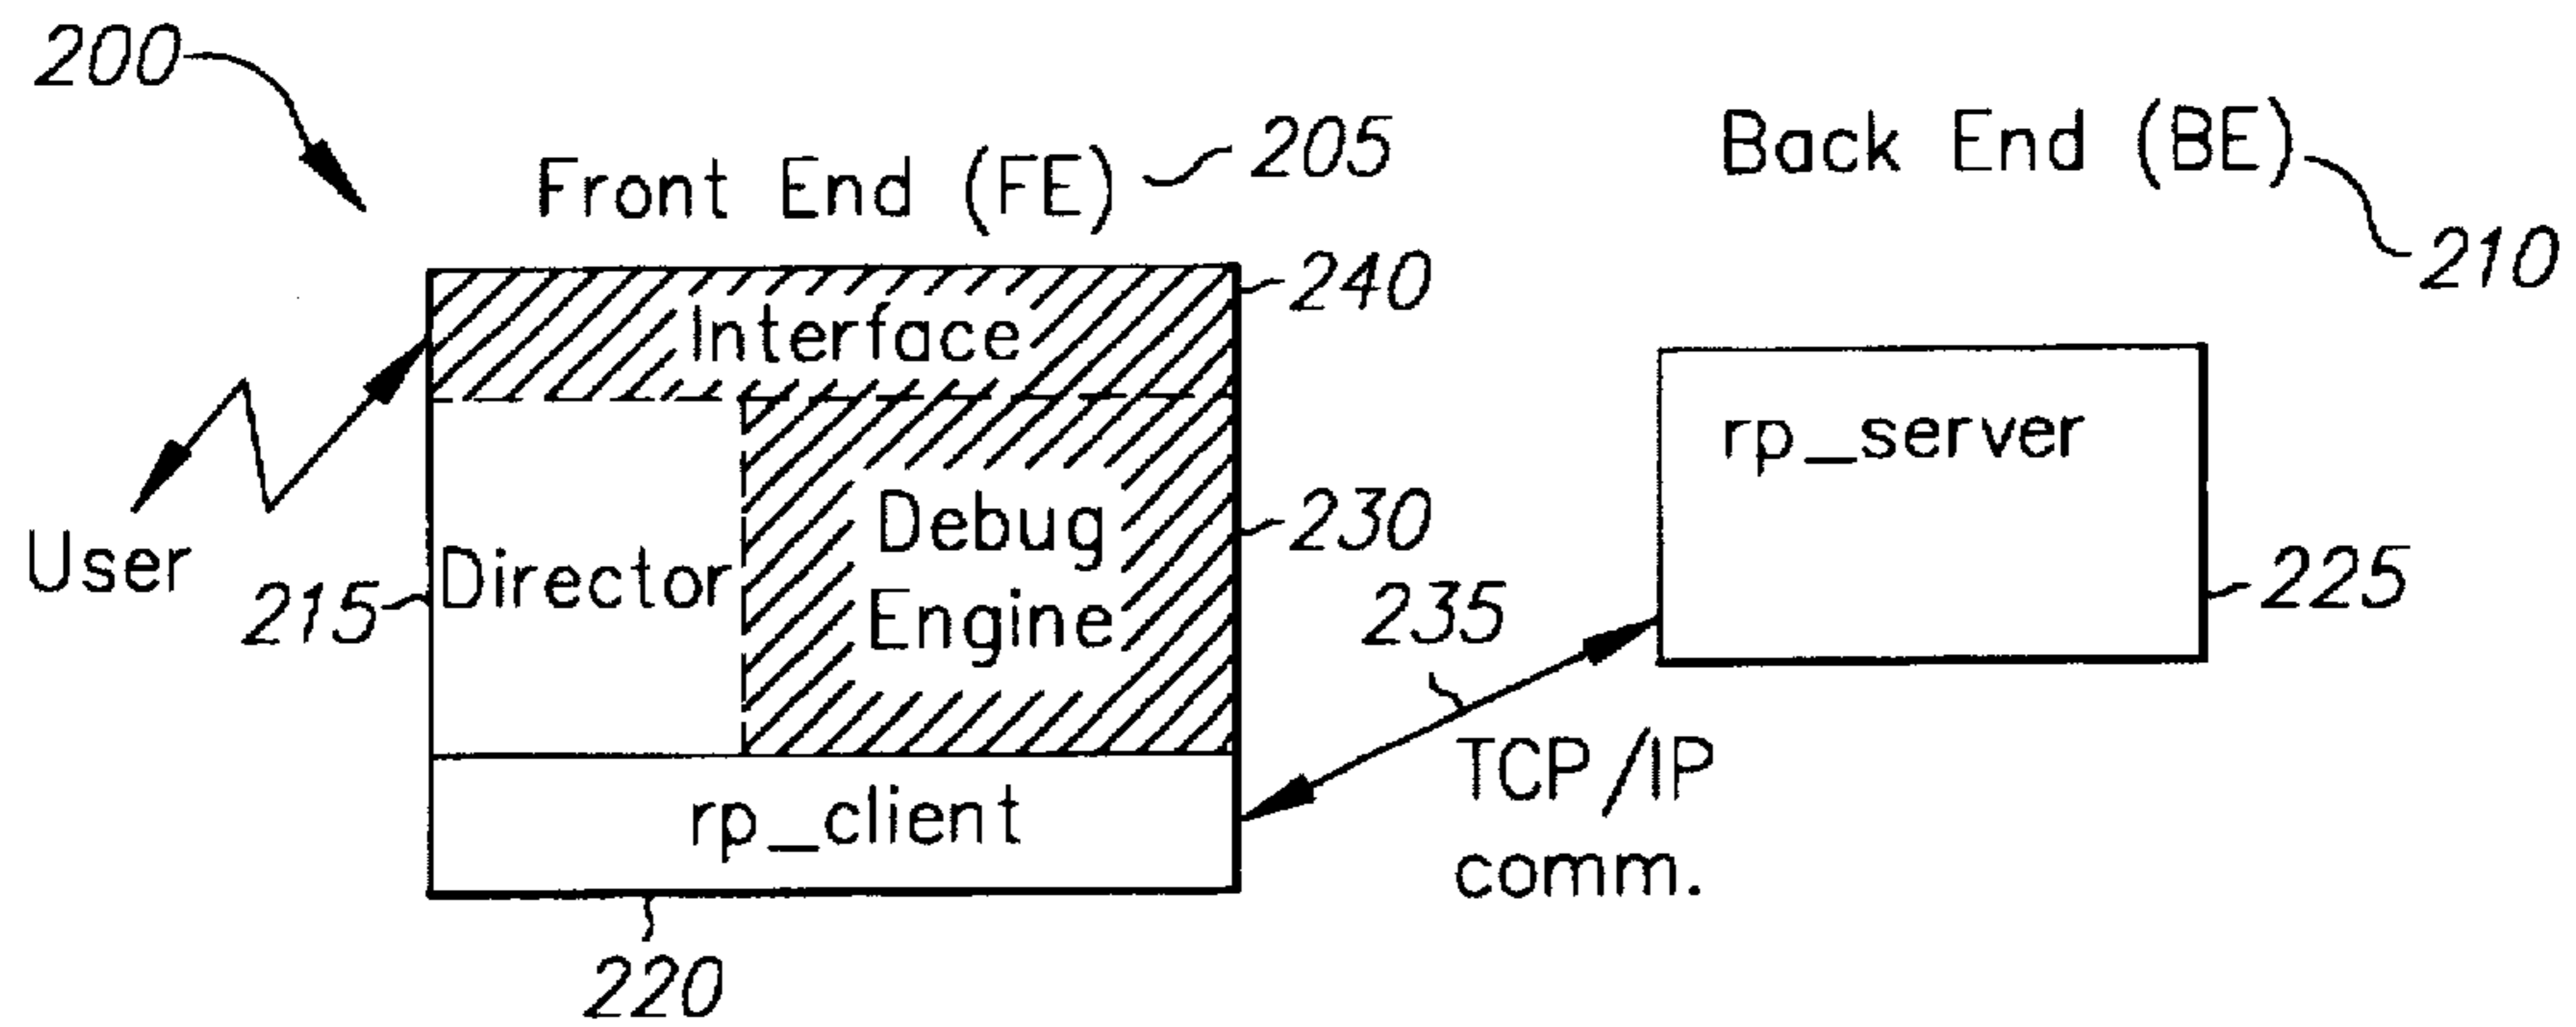 200
Front End (FE) 205
Back End (BE)
210
240
Interface
User
215
Director
Debug
Engine
230
rp_client
220
235
TCP/IP
comm.
rp_server
225